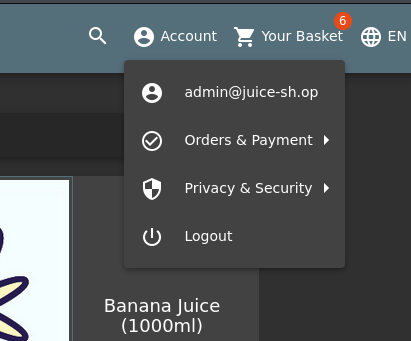 Account
Your Basket
6
EN
admin@juice-sh.op
Orders & Payment
Privacy & Security
Logout
Banana Juice
(1000ml)